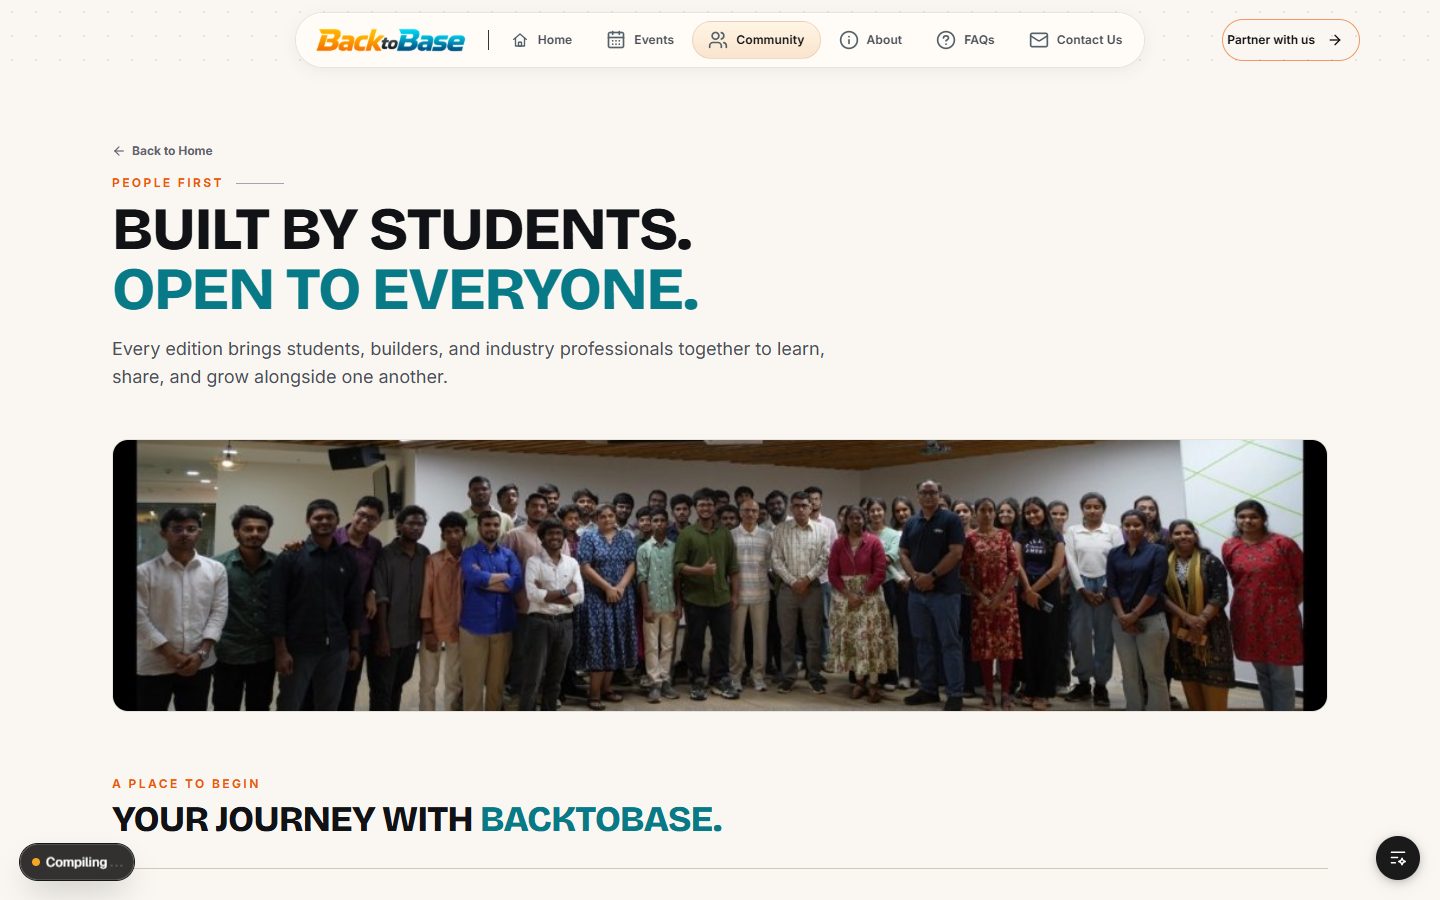 BacktoBase
Home
Events
Community
About
FAQs
Contact Us
Partner with us
Back to Home
PEOPLE FIRST
BUILT BY STUDENTS.
OPEN TO EVERYONE.
Every edition brings students, builders, and industry professionals together to learn,
share, and grow alongside one another.
A PLACE TO BEGIN
YOUR JOURNEY WITH BACKTOBASE.
Compiling ...